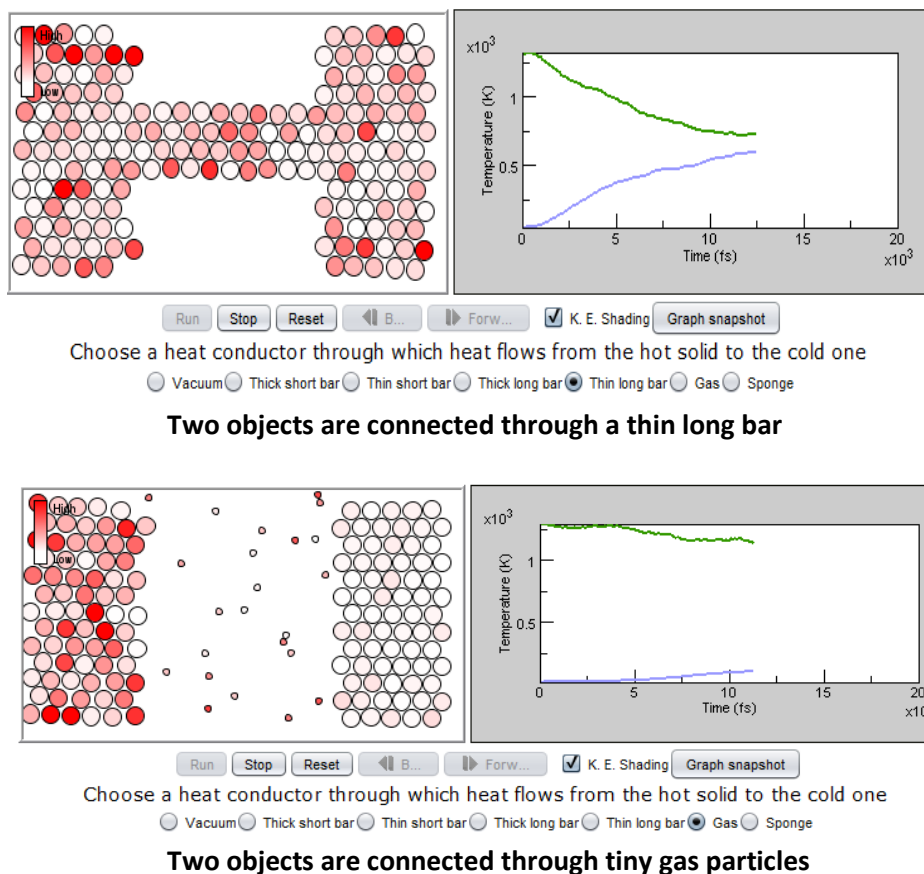 High
Low
×10³
Temperature (K)
1
0.5
0
5
10
15
20
Time (fs)
×10³
Run Stop Reset B... Forw... K. E. Shading Graph snapshot
Choose a heat conductor through which heat flows from the hot solid to the cold one
Vacuum Thick short bar Thin short bar Thick long bar Thin long bar Gas Sponge
Two objects are connected through a thin long bar
High
Low
×10³
Temperature (K)
1
0.5
0
5
10
15
20
Time (fs)
×10
Run Stop Reset B... Forw... K. E. Shading Graph snapshot
Choose a heat conductor through which heat flows from the hot solid to the cold one
Vacuum Thick short bar Thin short bar Thick long bar Thin long bar Gas Sponge
Two objects are connected through tiny gas particles